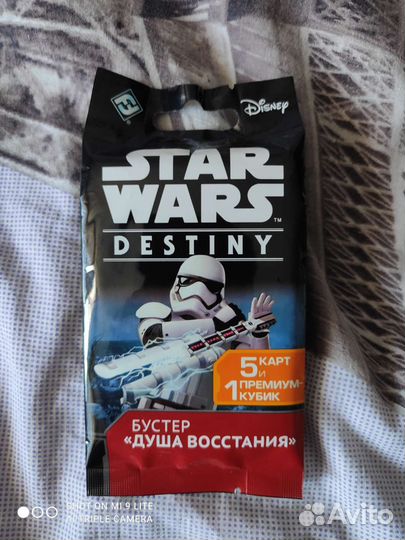 Disney
STAR
WARS
™
DESTINY
5 КАРТ
И
1 ПРЕМИУМ-
КУБИК
БУСТЕР
«ДУША ВОССТАНИЯ»
SHOT ON MI 9 LITE
AI TRIPLE CAMERA
Avito